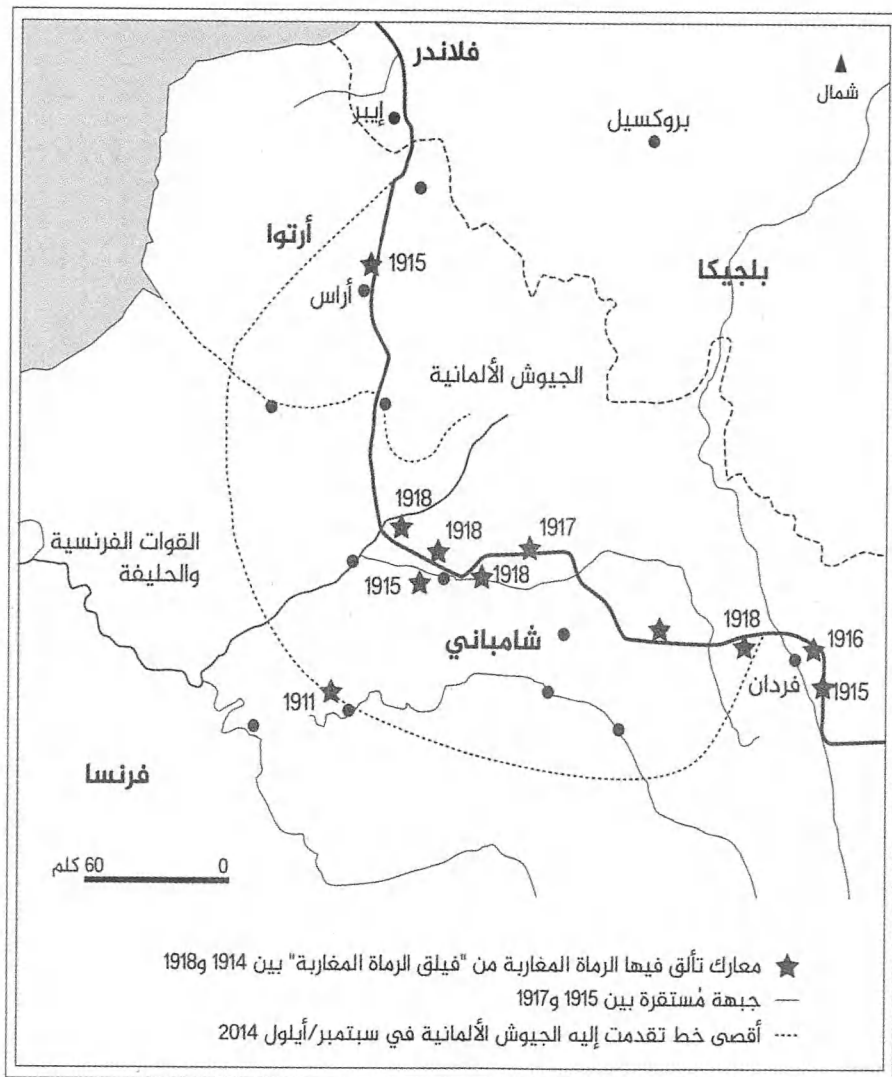 فلاندر
شمال
إيبر
بروكسيل
أرتوا
1915
بلجيكا
أراس
الجيوش الألمانية
1918
1918
1917
القوات الفرنسية
والحليفة
1915
1918
شامباني
1918
1916
فردان
1915
1911
فرنسا
0
60 كلم
معارك تألق فيها الرماة المغاربة من "فيلق الرماة المغاربة" بين 1914 و1918
جبهة مُستقرة بين 1915 و1917
أقصى خط تقدمت إليه الجيوش الألمانية في سبتمبر/أيلول 2014